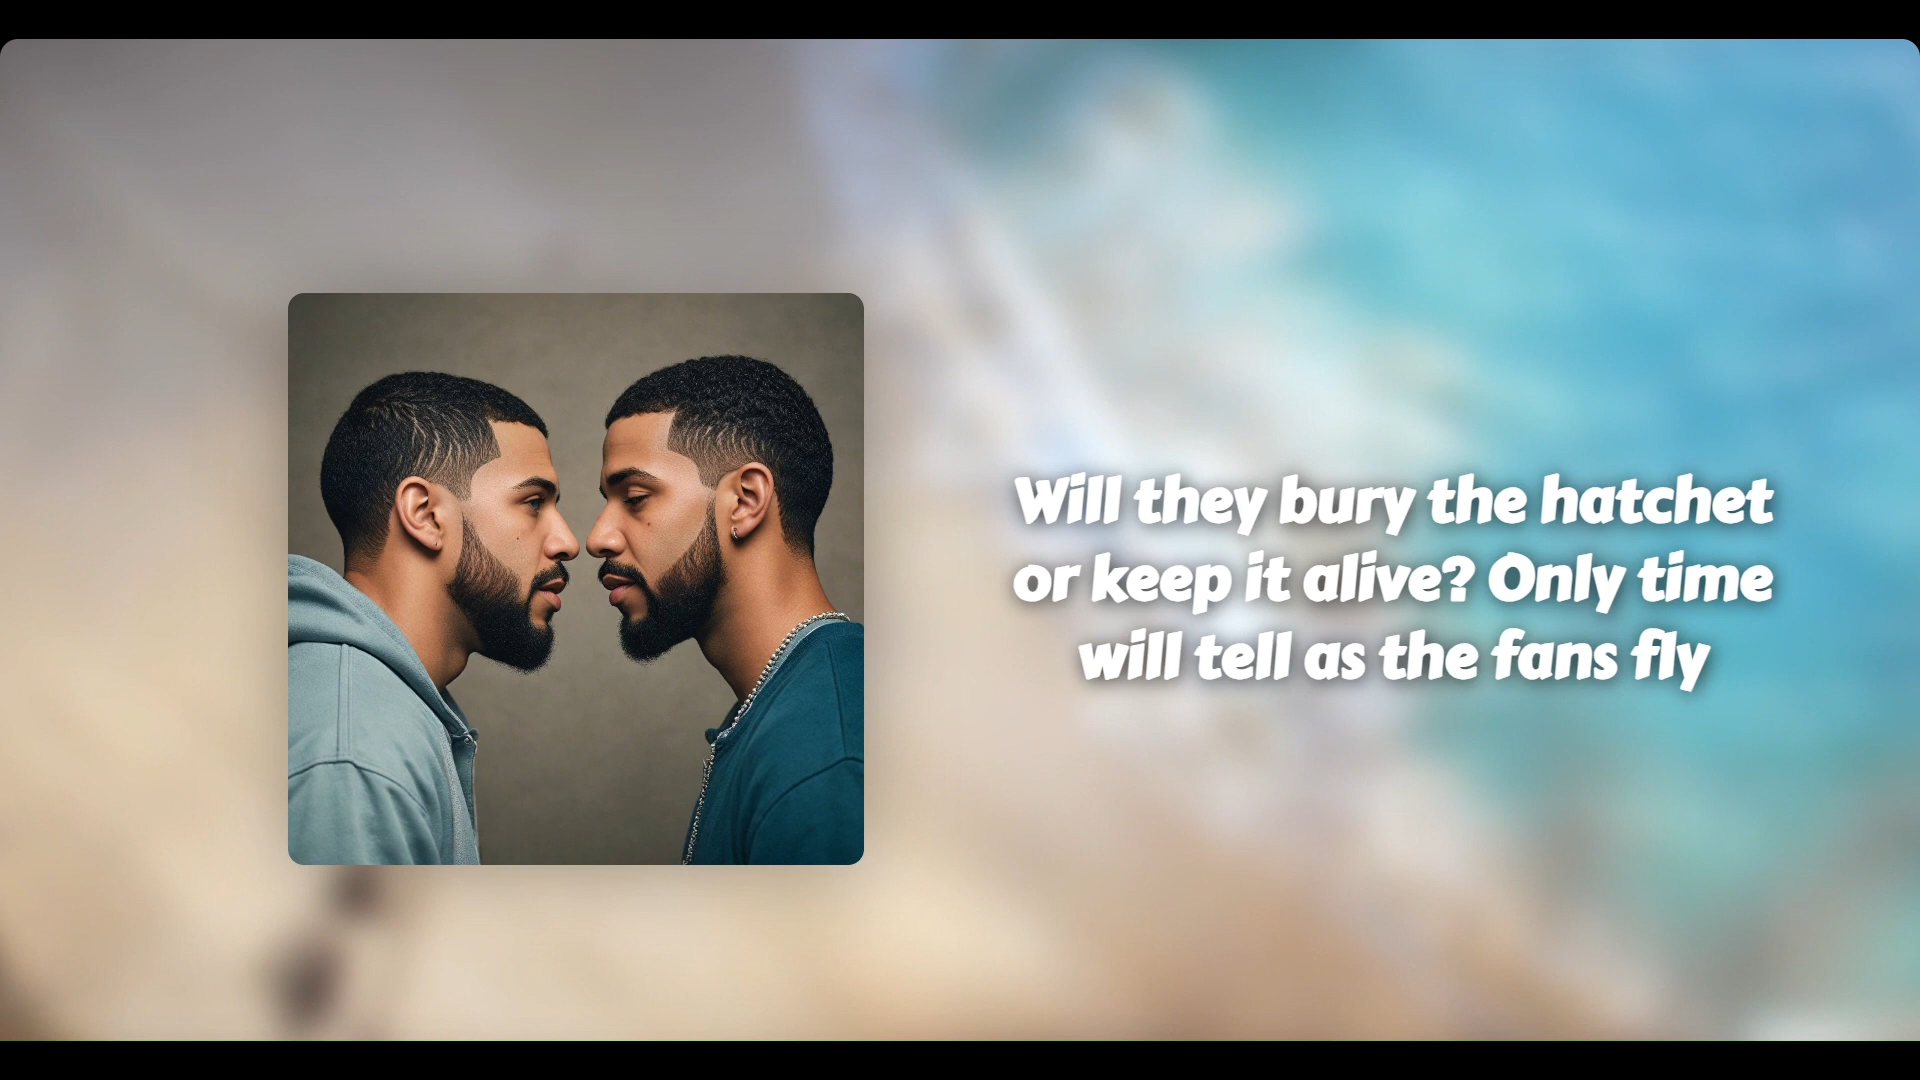 Will they bury the hatchet
or keep it alive? Only time
will tell as the fans fly